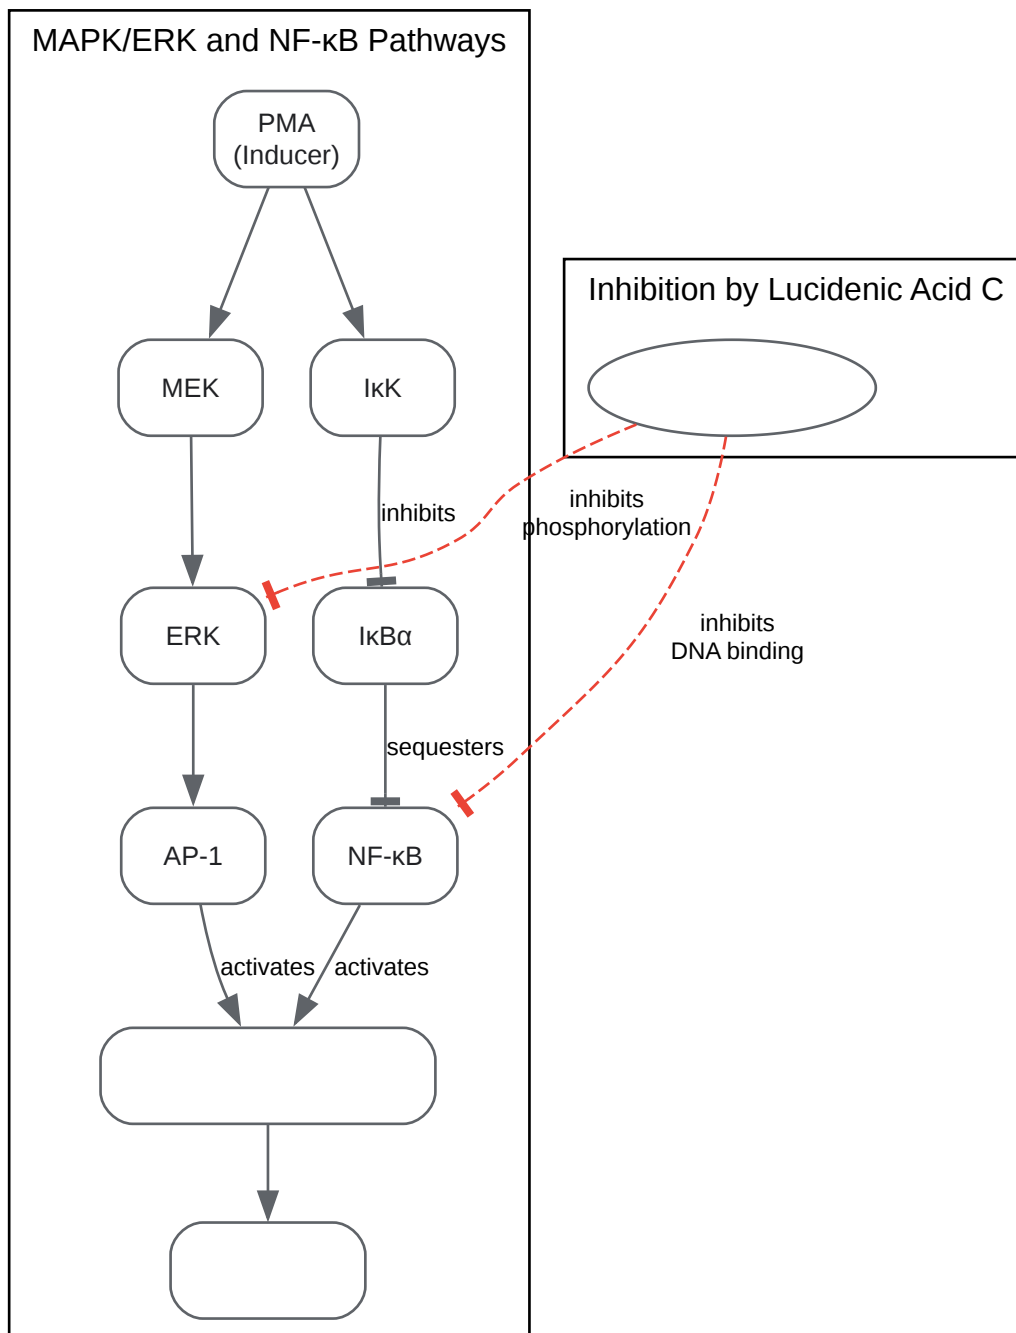 MAPK/ERK and NF-κB Pathways
PMA
(Inducer)
Inhibition by Lucidenic Acid C
MEK
IκK
inhibits
inhibits
phosphorylation
ERK
IκBα
inhibits
DNA binding
sequesters
AP-1
NF-κB
activates
activates